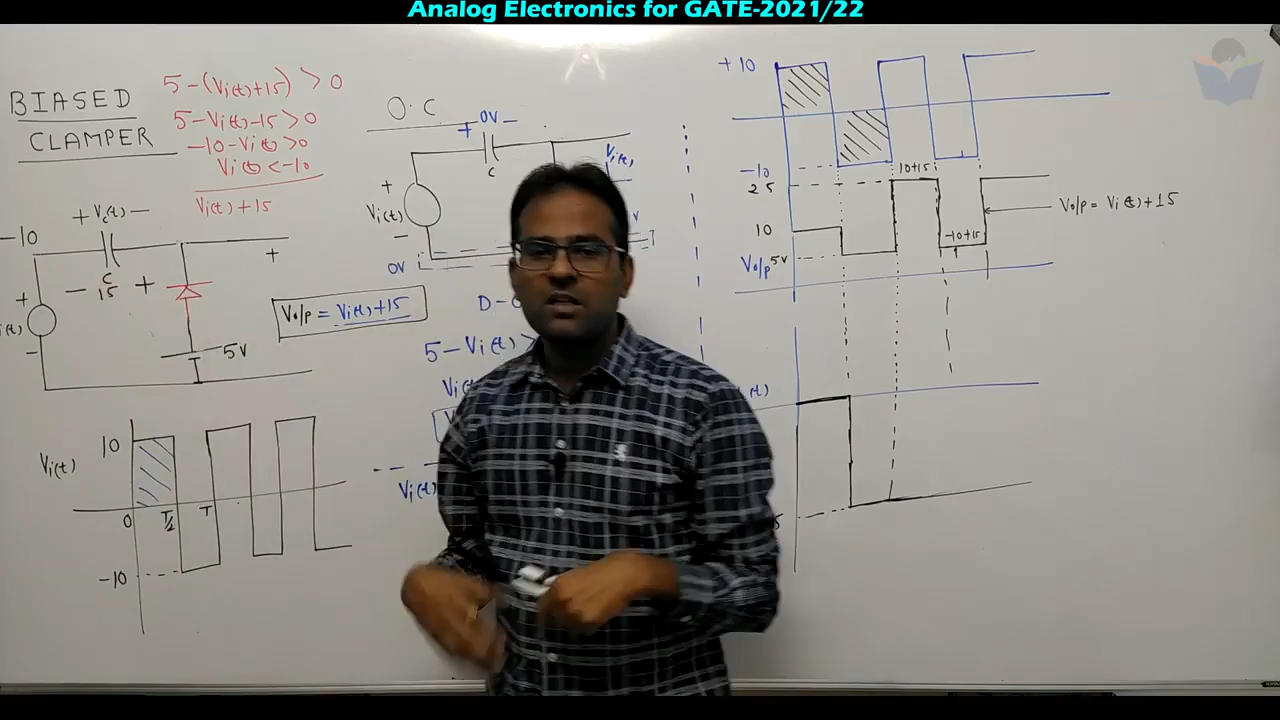 Analog Electronics for GATE-2021/22
BIASED
CLAMPER
5-(Vi(t)+15) > 0
5-Vi(t)-15 > 0
-10-Vi(t) > 0
Vi(t) < -10
Vi(t)+15
+ Vc(t) -
-10
C
- 15 +
+
+
Vi(t)
-
5V
Vo/p = Vi(t)+15
10
Vi(t)
0
T/2
T
-10
O.C
+ 0V -
C
+
Vi(t)
-
0V
Vi(t)
5-Vi(t) >
Vi(t)
+10
-10
25
10+15
10
-10+15
Vo/p 5V
Vo/p = Vi(t)+15